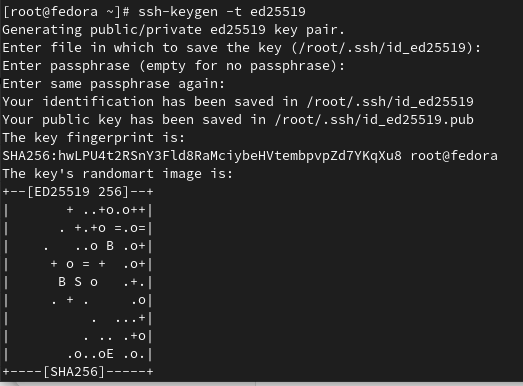 [root@fedora ~]# ssh-keygen -t ed25519
Generating public/private ed25519 key pair.
Enter file in which to save the key (/root/.ssh/id_ed25519):
Enter passphrase (empty for no passphrase):
Enter same passphrase again:
Your identification has been saved in /root/.ssh/id_ed25519
Your public key has been saved in /root/.ssh/id_ed25519.pub
The key fingerprint is:
SHA256:hwLPU4t2RSnY3Fld8RaMciybeHVtembpvpZd7YKqXu8 root@fedora
The key's randomart image is:
+--[ED25519 256]--+
|       + ..+o.o++|
|      . +.+o =.o=|
|    .   ..o B .o+|
|     + o = +  .o+|
|      B S o   .+.|
|     . + .     .o|
|          .  ...+|
|         . .. .+o|
|       .o..oE .o.|
+----[SHA256]-----+